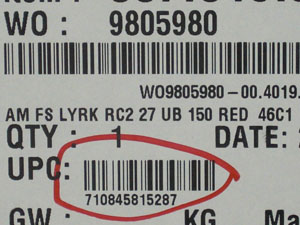 WO : 9805980
WO9805980-00.4019.
AM FS LYRK RC2 27 UB 150 RED 46C1
QTY : 1 DATE:
UPC:
710845815287
GW : KG Ma